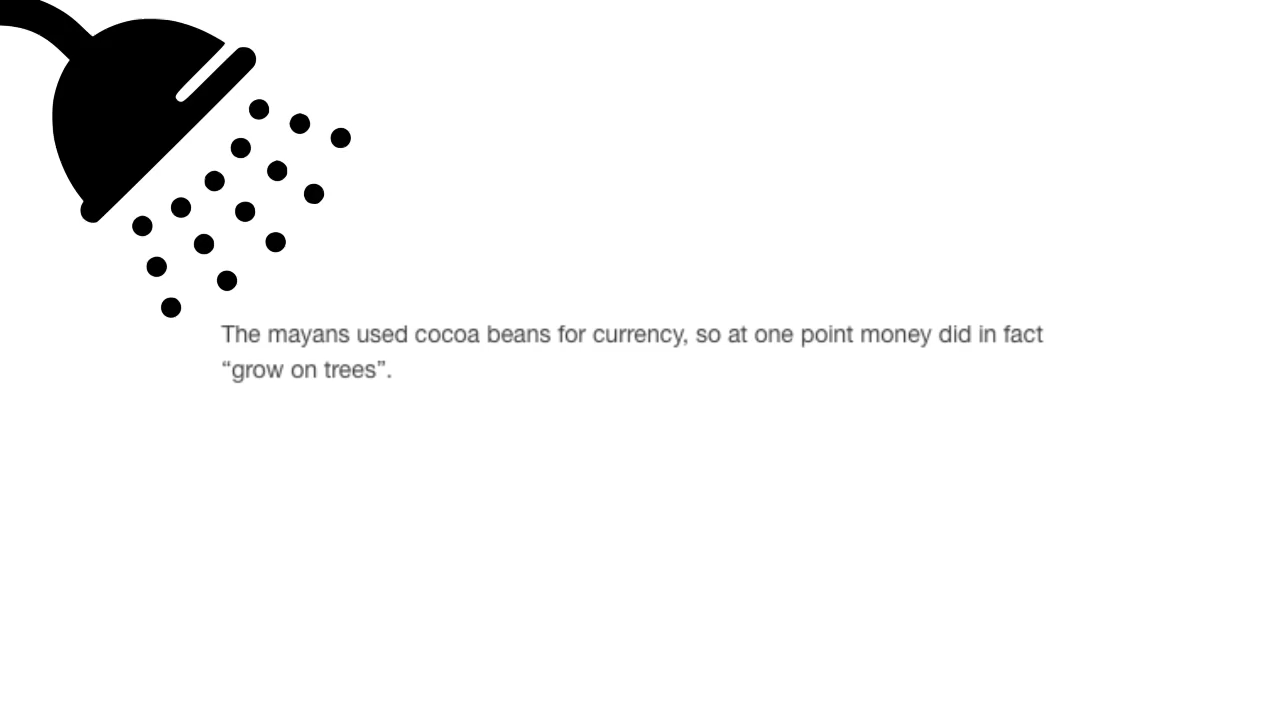 The mayans used cocoa beans for currency, so at one point money did in fact
“grow on trees”.